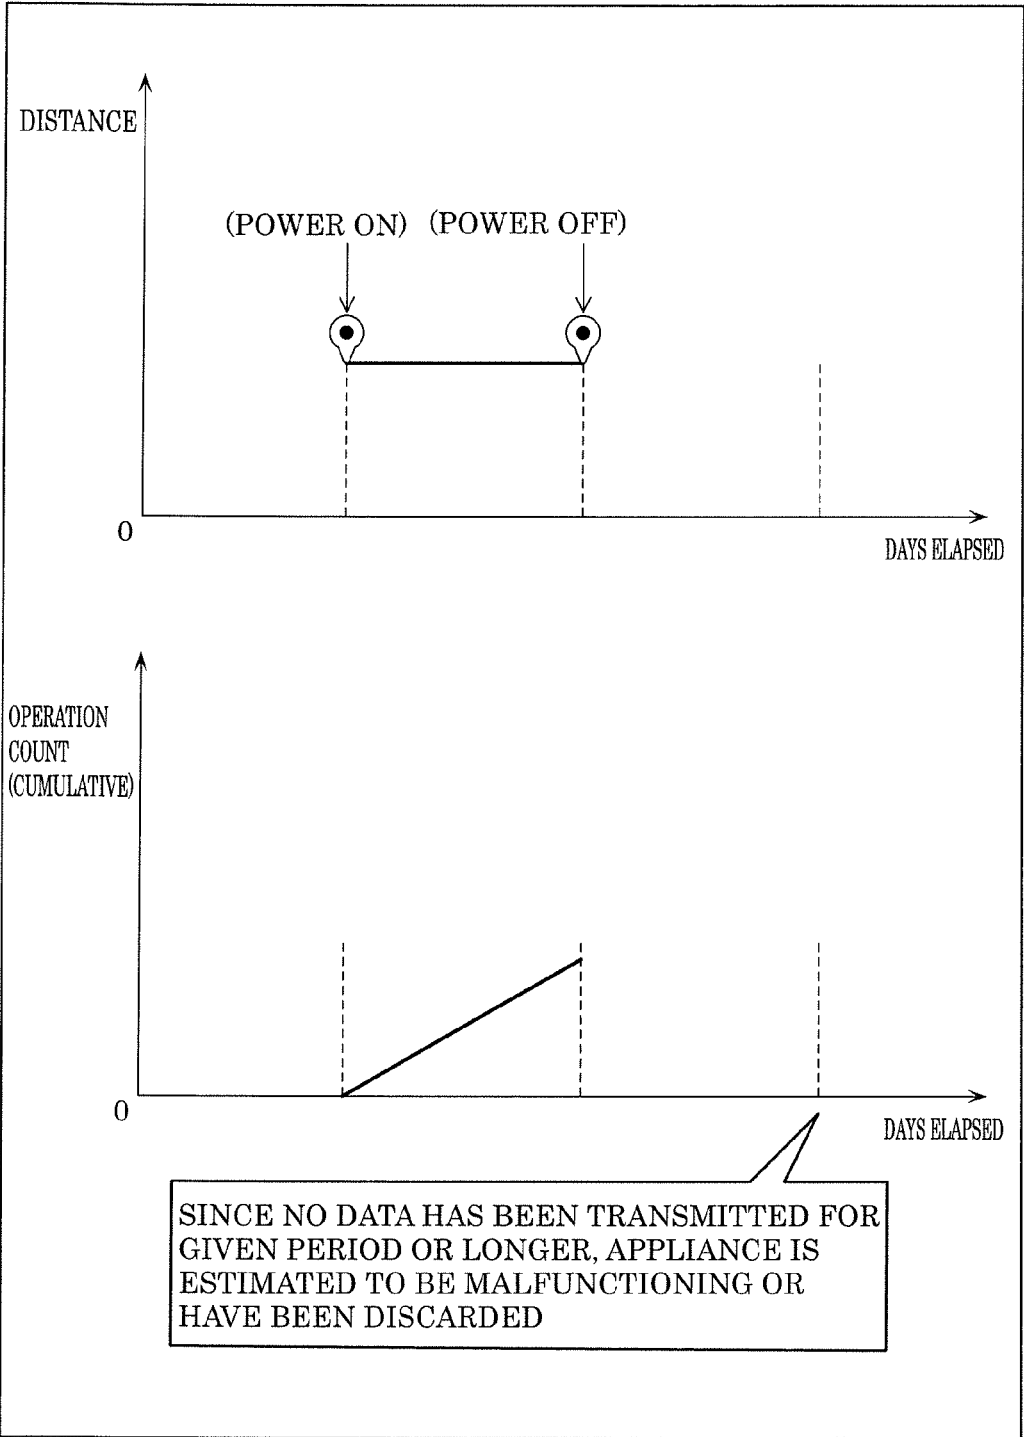 DISTANCE
(POWER ON) (POWER OFF)
0
DAYS ELAPSED
OPERATION
COUNT
(CUMULATIVE)
0
DAYS ELAPSED
SINCE NO DATA HAS BEEN TRANSMITTED FOR
GIVEN PERIOD OR LONGER, APPLIANCE IS
ESTIMATED TO BE MALFUNCTIONING OR
HAVE BEEN DISCARDED